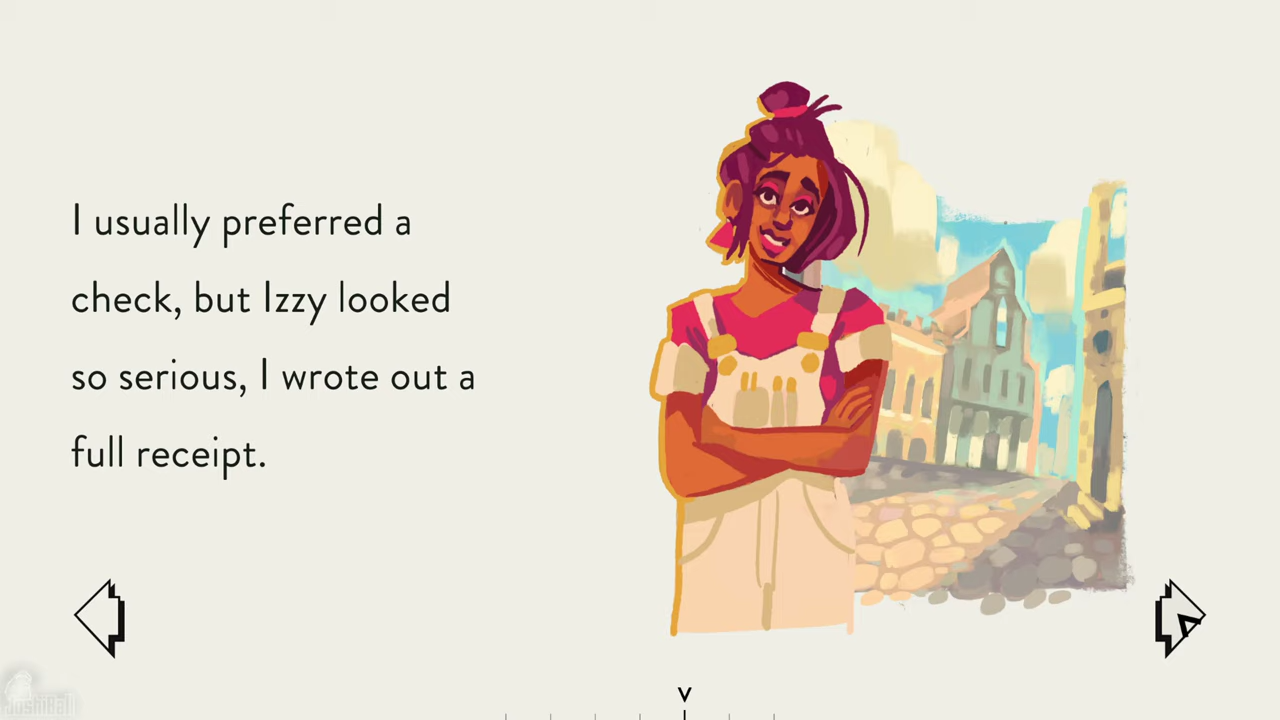 I usually preferred a
check, but Izzy looked
so serious, I wrote out a
full receipt.